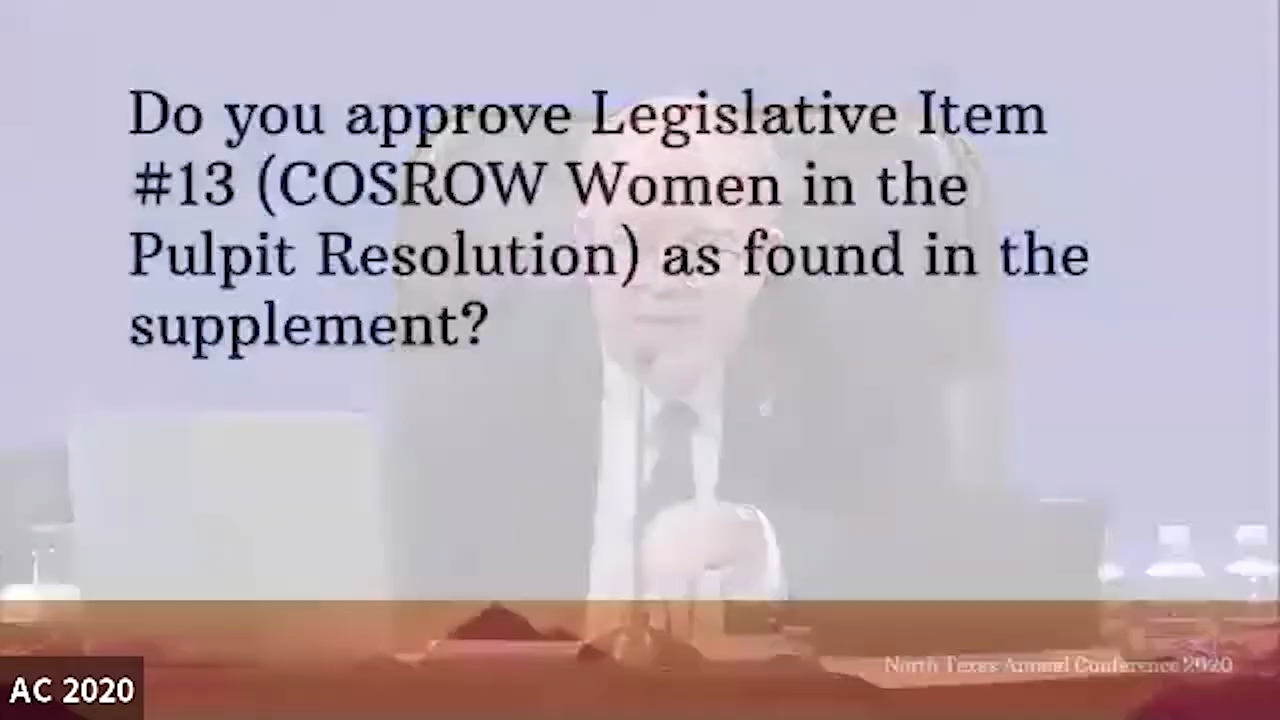 Do you approve Legislative Item
#13 (COSROW Women in the
Pulpit Resolution) as found in the
supplement?
North Texas Annual Conference 2020
AC 2020